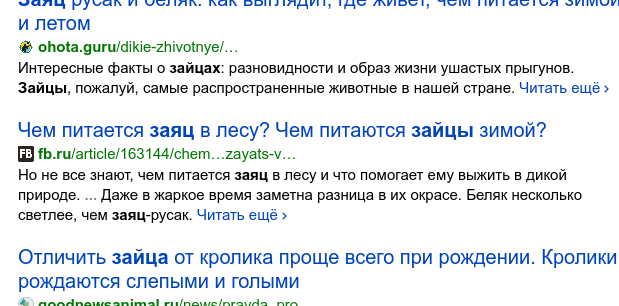 Заяц русак и беляк: как выглядит, где живет, чем питается зимой
и летом
ohota.guru/dikie-zhivotnye/…
Интересные факты о зайцах: разновидности и образ жизни ушастых прыгунов.
Зайцы, пожалуй, самые распространенные животные в нашей стране. Читать ещё ›
Чем питается заяц в лесу? Чем питаются зайцы зимой?
FB fb.ru/article/163144/chem…zayats-v…
Но не все знают, чем питается заяц в лесу и что помогает ему выжить в дикой
природе. ... Даже в жаркое время заметна разница в их окрасе. Беляк несколько
светлее, чем заяц-русак. Читать ещё ›
Отличить зайца от кролика проще всего при рождении. Кролики
рождаются слепыми и голыми
goodnewsanimal.ru/news/pravda_pro…